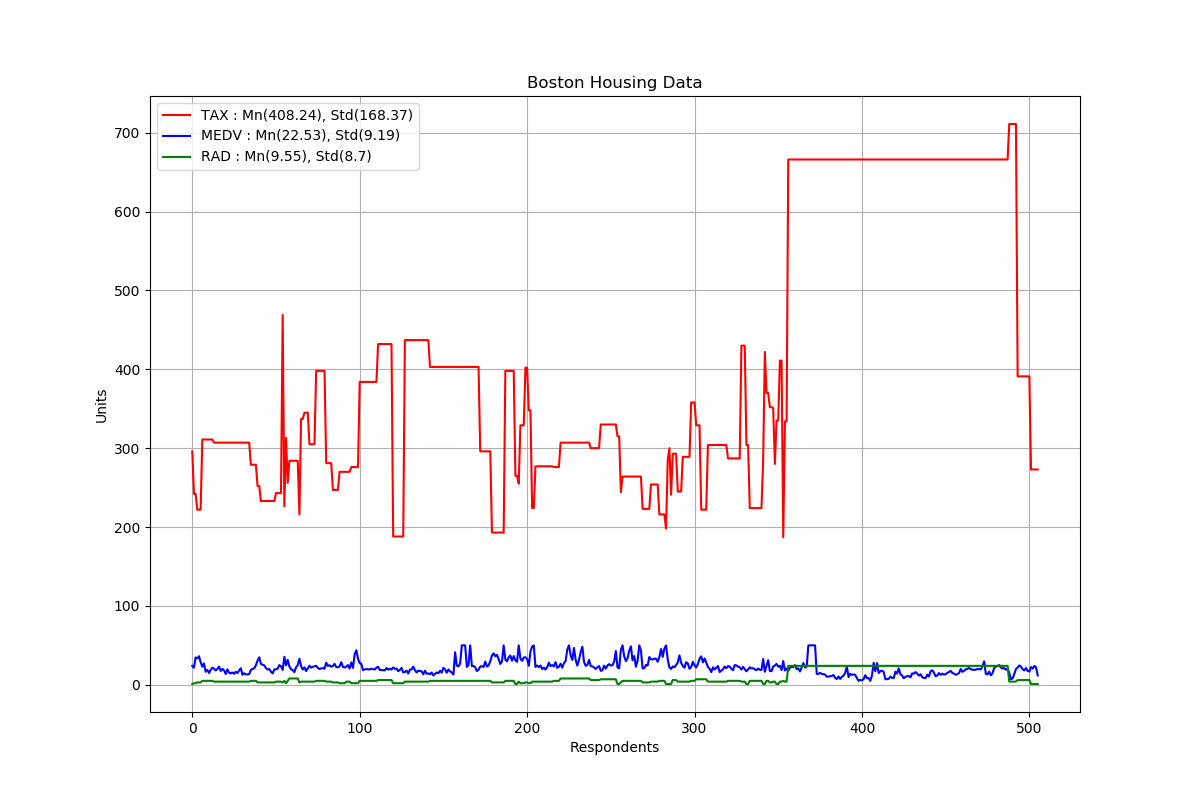 Boston Housing Data
TAX : Mn(408.24), Std(168.37)
MEDV : Mn(22.53), Std(9.19)
RAD : Mn(9.55), Std(8.7)
700
600
500
400
300
200
100
0
Units
0 100 200 300 400 500
Respondents